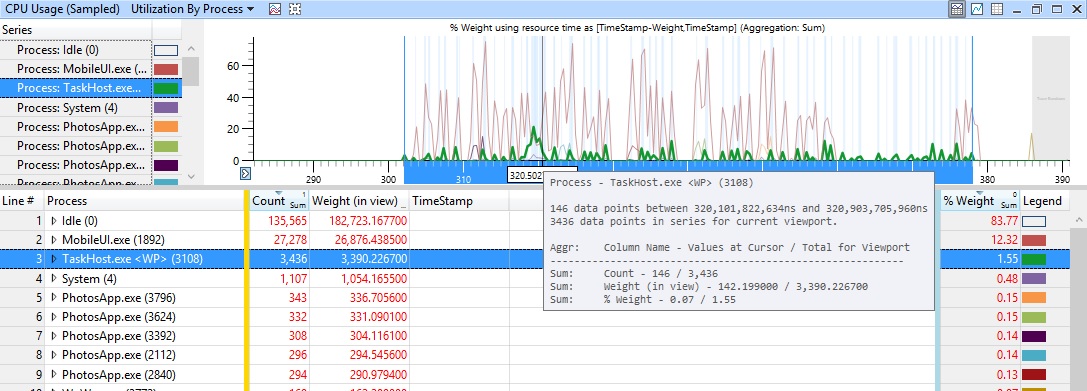 CPU Usage (Sampled) Utilization By Process
Series
Process: Idle (0)
Process: MobileUI.exe (...
Process: TaskHost.exe...
Process: System (4)
Process: PhotosApp.ex...
Process: PhotosApp.ex...
Process: PhotosApp.ex...
Process: PhotosApp.ex...
% Weight using resource time as [TimeStamp-Weight,TimeStamp] (Aggregation: Sum)
60
40
20
0
290 300 310 380 390
320.502
Process - TaskHost.exe <WP> (3108)
146 data points between 320,101,822,634ns and 320,903,705,960ns
3436 data points in series for current viewport.
Aggr: Column Name - Values at Cursor / Total for Viewport
Sum: Count - 146 / 3,436
Sum: Weight (in view) - 142.199000 / 3,390.226700
Sum: % Weight - 0.07 / 1.55
Line # Process Count Sum 1 Weight (in view) Sum TimeStamp % Weight Sum 0 Legend
1 Idle (0) 135,565 182,723.167700 83.77
2 MobileUI.exe (1892) 27,278 26,876.438500 12.32
3 TaskHost.exe <WP> (3108) 3,436 3,390.226700 1.55
4 System (4) 1,107 1,054.165500 0.48
5 PhotosApp.exe (3796) 343 336.705600 0.15
6 PhotosApp.exe (3624) 332 331.090100 0.15
7 PhotosApp.exe (3392) 308 304.116100 0.14
8 PhotosApp.exe (2112) 296 294.545600 0.14
9 PhotosApp.exe (2840) 294 290.979400 0.13